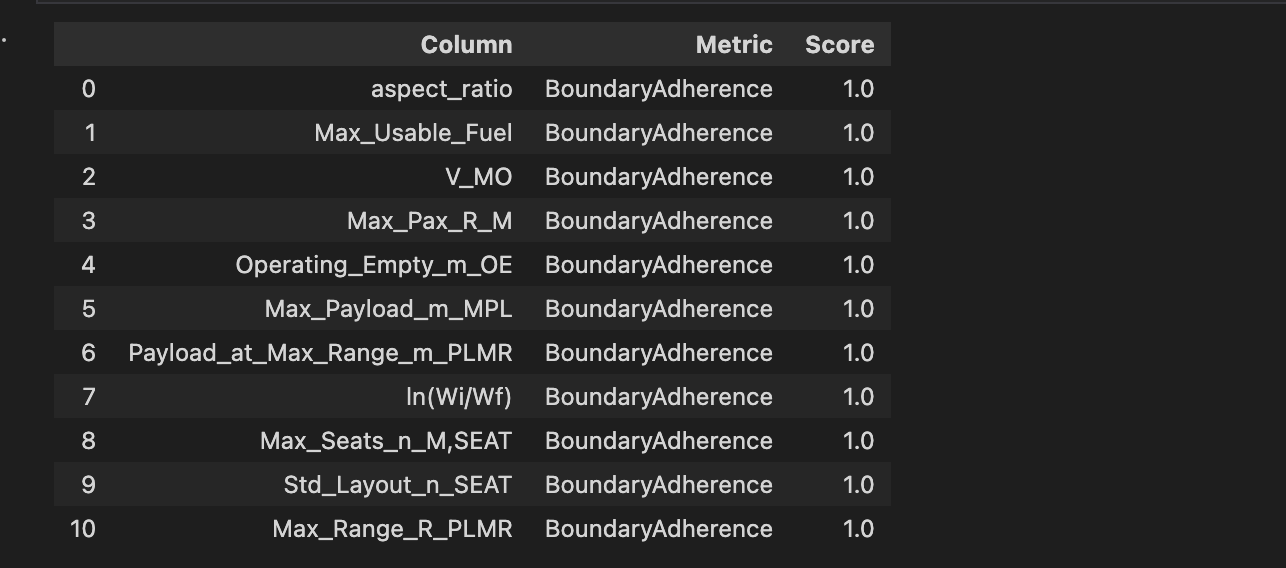 Column Metric Score
0 aspect_ratio BoundaryAdherence 1.0
1 Max_Usable_Fuel BoundaryAdherence 1.0
2 V_MO BoundaryAdherence 1.0
3 Max_Pax_R_M BoundaryAdherence 1.0
4 Operating_Empty_m_OE BoundaryAdherence 1.0
5 Max_Payload_m_MPL BoundaryAdherence 1.0
6 Payload_at_Max_Range_m_PLMR BoundaryAdherence 1.0
7 ln(Wi/Wf) BoundaryAdherence 1.0
8 Max_Seats_n_M,SEAT BoundaryAdherence 1.0
9 Std_Layout_n_SEAT BoundaryAdherence 1.0
10 Max_Range_R_PLMR BoundaryAdherence 1.0